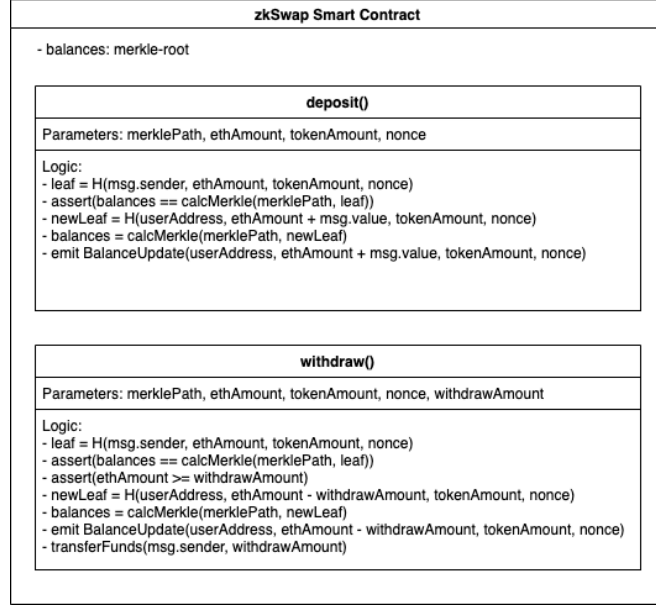 zkSwap Smart Contract
- balances: merkle-root
deposit()
Parameters: merklePath, ethAmount, tokenAmount, nonce
Logic:
- leaf = H(msg.sender, ethAmount, tokenAmount, nonce)
- assert(balances == calcMerkle(merklePath, leaf))
- newLeaf = H(userAddress, ethAmount + msg.value, tokenAmount, nonce)
- balances = calcMerkle(merklePath, newLeaf)
- emit BalanceUpdate(userAddress, ethAmount + msg.value, tokenAmount, nonce)
withdraw()
Parameters: merklePath, ethAmount, tokenAmount, nonce, withdrawAmount
Logic:
- leaf = H(msg.sender, ethAmount, tokenAmount, nonce)
- assert(balances == calcMerkle(merklePath, leaf))
- assert(ethAmount >= withdrawAmount)
- newLeaf = H(userAddress, ethAmount - withdrawAmount, tokenAmount, nonce)
- balances = calcMerkle(merklePath, newLeaf)
- emit BalanceUpdate(userAddress, ethAmount - withdrawAmount, tokenAmount, nonce)
- transferFunds(msg.sender, withdrawAmount)